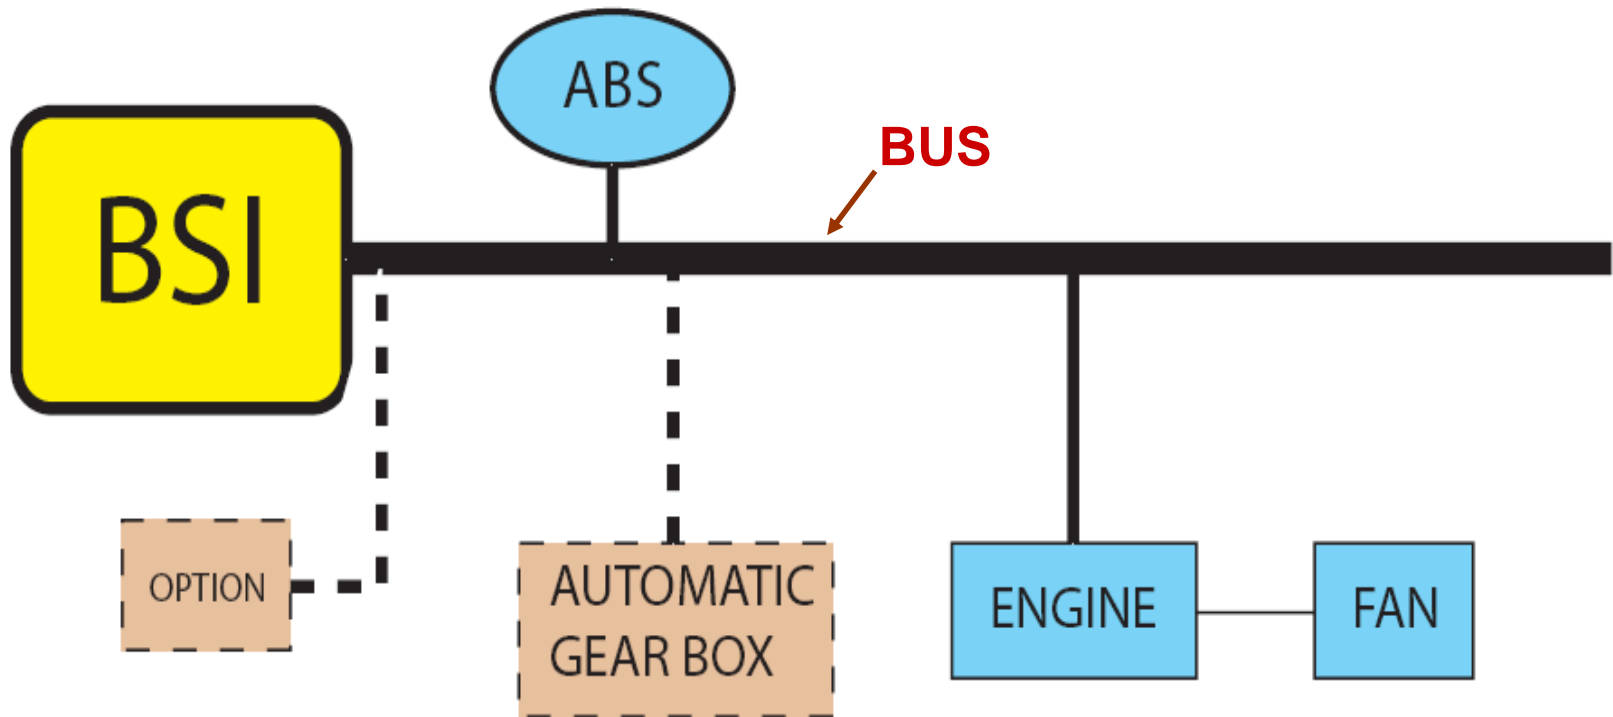 ABS
BUS
BSI
OPTION
AUTOMATIC
GEAR BOX
ENGINE
FAN